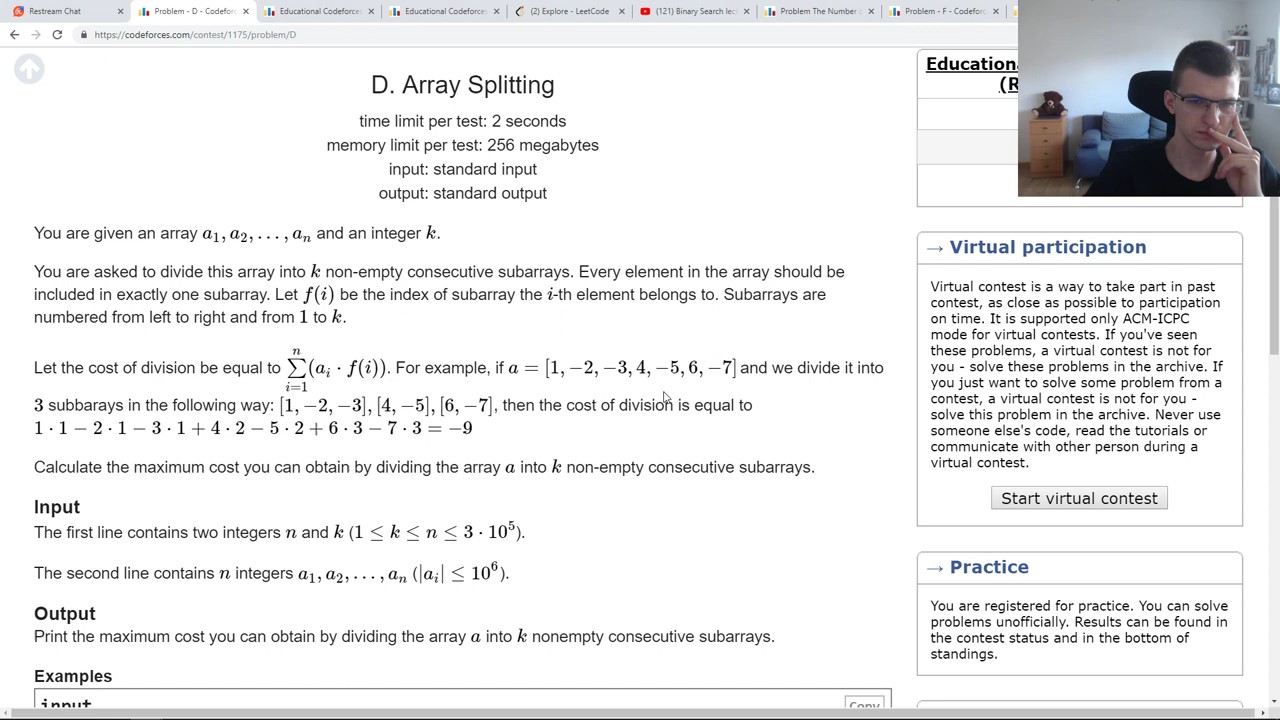 Restream Chat
Problem - D - Codeforc
Educational Codeforces
Educational Codeforces
(2) Explore - LeetCode
(121) Binary Search lec
Problem The Number o
Problem - F - Codeforc
https://codeforces.com/contest/1175/problem/D
D. Array Splitting
time limit per test: 2 seconds
memory limit per test: 256 megabytes
input: standard input
output: standard output
You are given an array a₁, a₂, …, aₙ and an integer k.
You are asked to divide this array into k non-empty consecutive subarrays. Every element in the array should be
included in exactly one subarray. Let f(i) be the index of subarray the i-th element belongs to. Subarrays are
numbered from left to right and from 1 to k.
Let the cost of division be equal to ∑ⁿᵢ₌₁(aᵢ · f(i)). For example, if a = [1, −2, −3, 4, −5, 6, −7] and we divide it into
3 subbarays in the following way: [1, −2, −3], [4, −5], [6, −7], then the cost of division is equal to
1 · 1 − 2 · 1 − 3 · 1 + 4 · 2 − 5 · 2 + 6 · 3 − 7 · 3 = −9
Calculate the maximum cost you can obtain by dividing the array a into k non-empty consecutive subarrays.
Input
The first line contains two integers n and k (1 ≤ k ≤ n ≤ 3 · 10⁵).
The second line contains n integers a₁, a₂, …, aₙ (|aᵢ| ≤ 10⁶).
Output
Print the maximum cost you can obtain by dividing the array a into k nonempty consecutive subarrays.
Examples
input
Copy
Educationa
(R
→ Virtual participation
Virtual contest is a way to take part in past
contest, as close as possible to participation
on time. It is supported only ACM-ICPC
mode for virtual contests. If you've seen
these problems, a virtual contest is not for
you - solve these problems in the archive. If
you just want to solve some problem from a
contest, a virtual contest is not for you -
solve this problem in the archive. Never use
someone else's code, read the tutorials or
communicate with other person during a
virtual contest.
Start virtual contest
→ Practice
You are registered for practice. You can solve
problems unofficially. Results can be found
in the contest status and in the bottom of
standings.